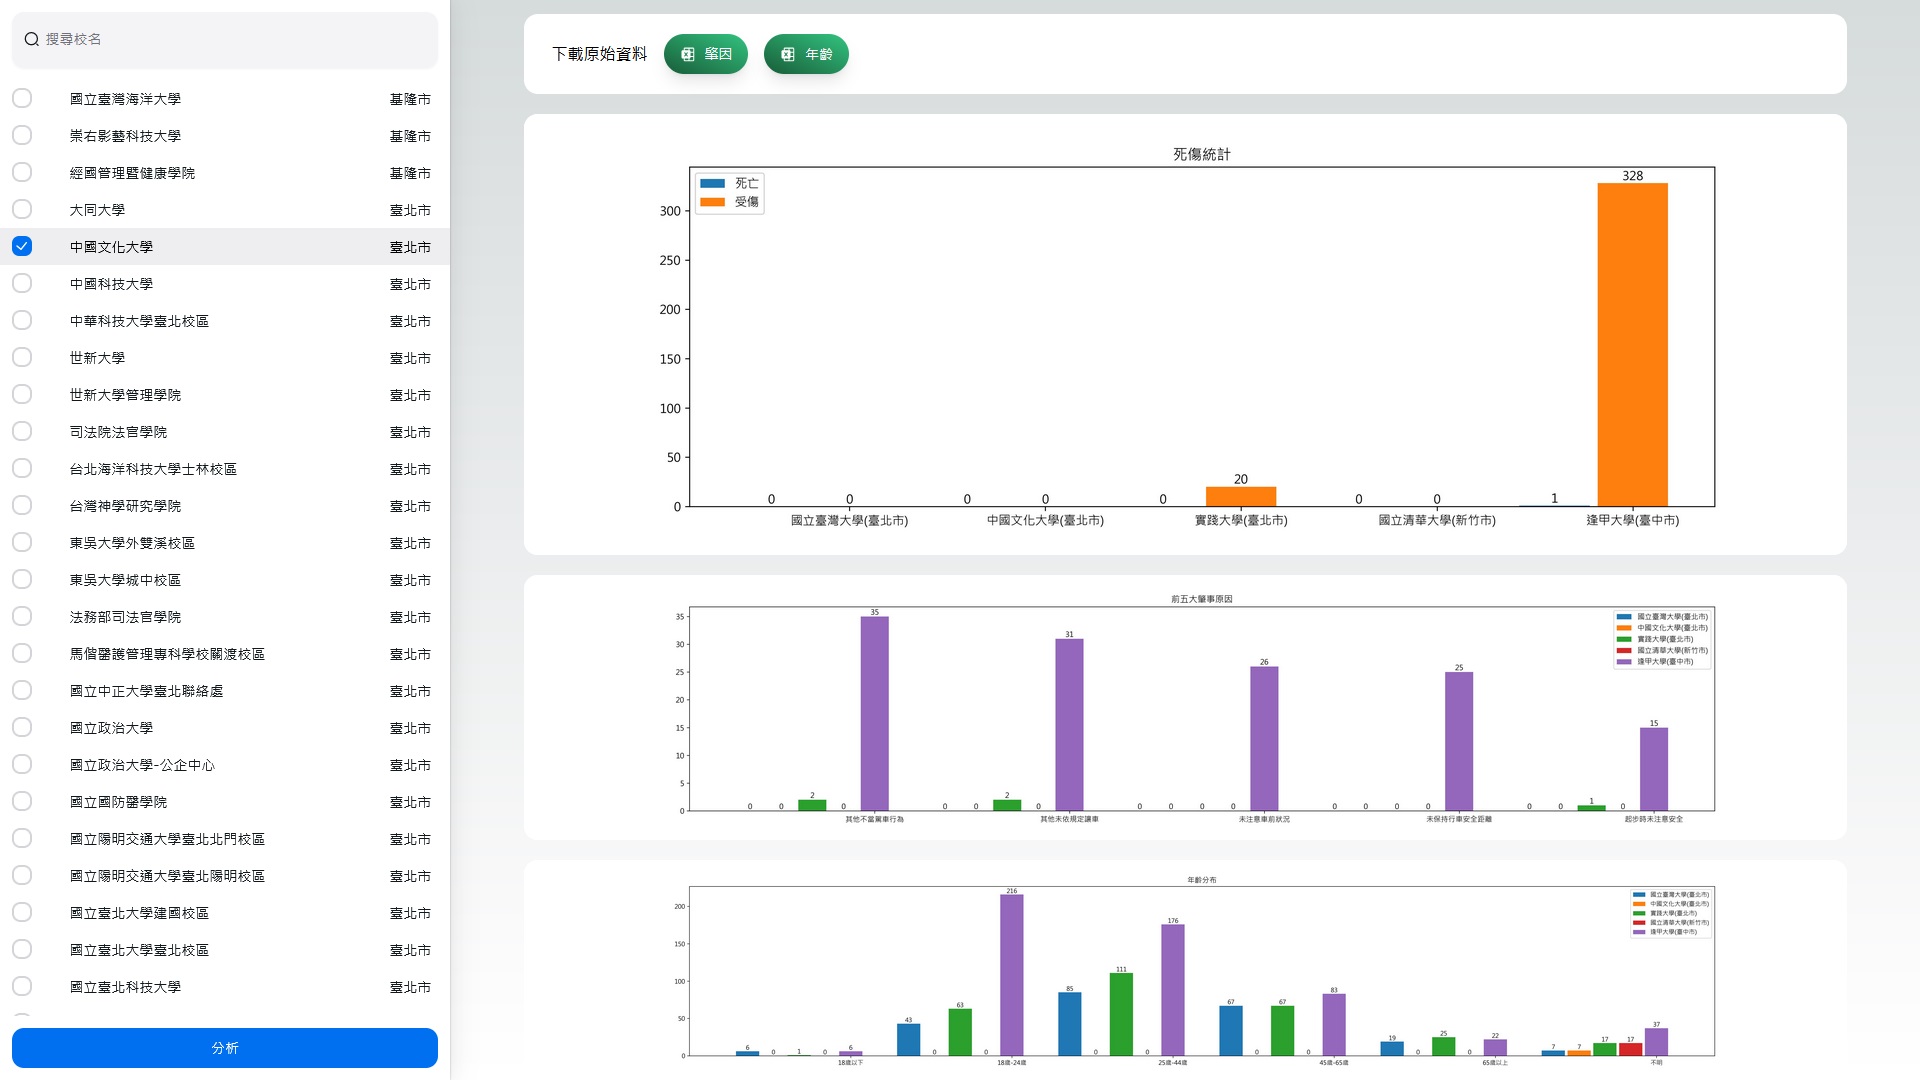 搜尋校名
國立臺灣海洋大學 基隆市
崇右影藝科技大學 基隆市
經國管理暨健康學院 基隆市
大同大學 臺北市
中國文化大學 臺北市
中國科技大學 臺北市
中華科技大學臺北校區 臺北市
世新大學 臺北市
世新大學管理學院 臺北市
司法院法官學院 臺北市
台北海洋科技大學士林校區 臺北市
台灣神學研究學院 臺北市
東吳大學外雙溪校區 臺北市
東吳大學城中校區 臺北市
法務部司法官學院 臺北市
馬偕醫護管理專科學校關渡校區 臺北市
國立中正大學臺北聯絡處 臺北市
國立政治大學 臺北市
國立政治大學-公企中心 臺北市
國立國防醫學院 臺北市
國立陽明交通大學臺北北門校區 臺北市
國立陽明交通大學臺北陽明校區 臺北市
國立臺北大學建國校區 臺北市
國立臺北大學臺北校區 臺北市
國立臺北科技大學 臺北市
分析
下載原始資料 肇因 年齡
死傷統計
死亡
受傷
300
250
200
150
100
50
0
0 0 0 0 0 20 0 0 1 328
國立臺灣大學(臺北市) 中國文化大學(臺北市) 實踐大學(臺北市) 國立清華大學(新竹市) 逢甲大學(臺中市)
前五大肇事原因
國立臺灣大學(臺北市)
中國文化大學(臺北市)
實踐大學(臺北市)
國立清華大學(新竹市)
逢甲大學(臺中市)
35
30
25
20
15
10
5
0
0 0 2 0 35 0 0 2 0 31 0 0 0 0 26 0 0 0 0 25 0 0 1 0 15
其他不當駕車行為 其他未依規定讓車 未注意車前狀況 未保持行車安全距離 起步時未注意安全
年齡分布
國立臺灣大學(臺北市)
中國文化大學(臺北市)
實踐大學(臺北市)
國立清華大學(新竹市)
逢甲大學(臺中市)
200
150
100
50
0
6 0 1 0 6 43 0 63 0 216 85 0 111 0 176 67 0 67 0 83 19 0 25 0 22 7 7 17 17 37
18歲以下 18歲-24歲 25歲-44歲 45歲-65歲 65歲以上 不明